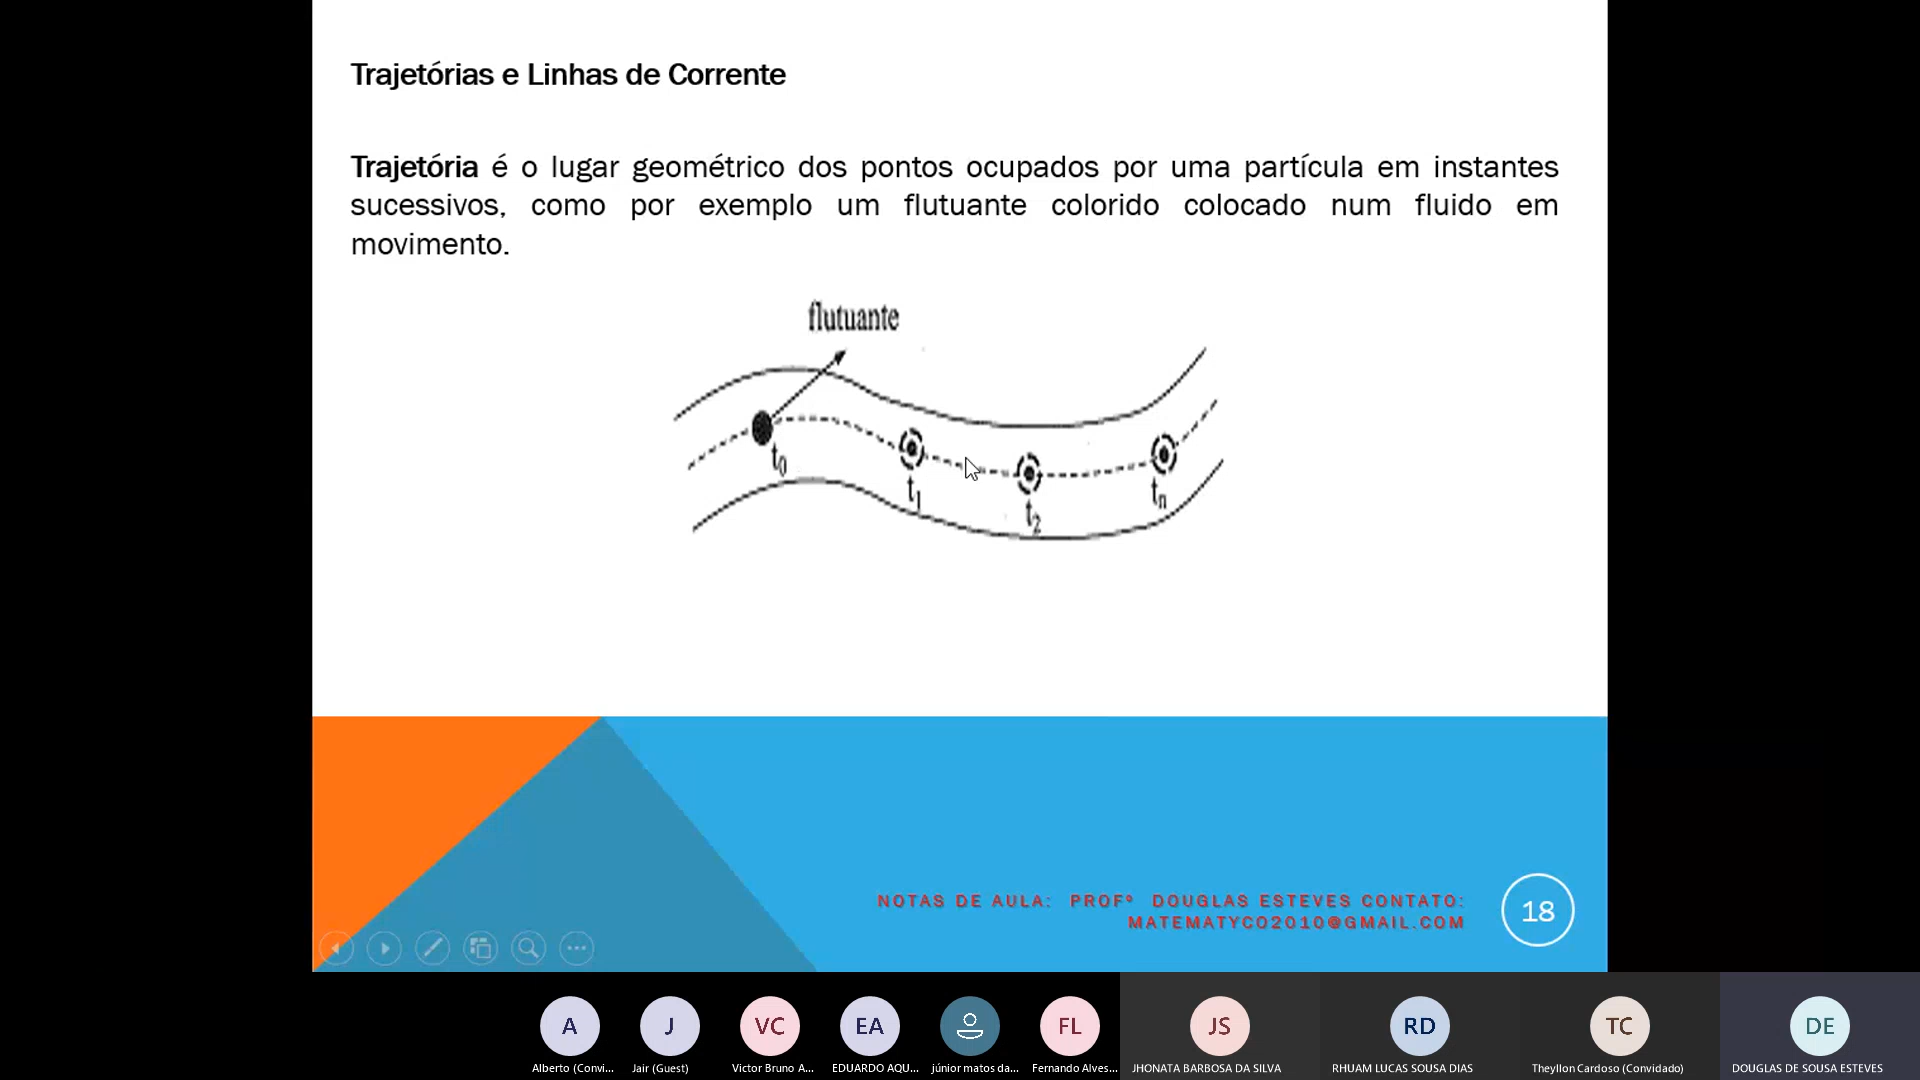 Trajetórias e Linhas de Corrente
Trajetória é o lugar geométrico dos pontos ocupados por uma partícula em instantes
sucessivos, como por exemplo um flutuante colorido colocado num fluido em
movimento.
flutuante
t0
t1
t2
tn
NOTAS DE AULA: PROFº DOUGLAS ESTEVES CONTATO:
MATEMATYCO2010@GMAIL.COM
18
A
J
VC
EA
FL
JS
RD
TC
DE
Alberto (Convi...
Jair (Guest)
Victor Bruno A...
EDUARDO AQU...
júnior matos da...
Fernando Alves...
JHONATA BARBOSA DA SILVA
RHUAM LUCAS SOUSA DIAS
Theyllon Cardoso (Convidado)
DOUGLAS DE SOUSA ESTEVES